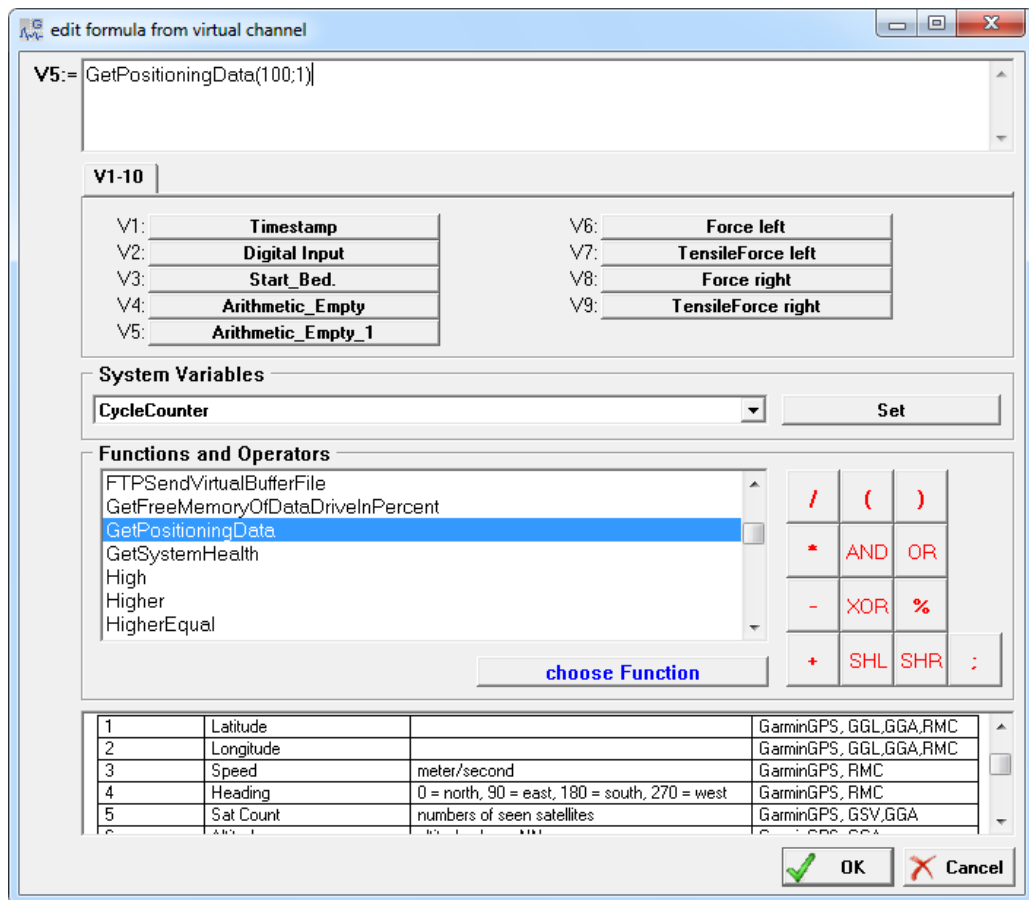 edit formula from virtual channel
V5:= GetPositioningData(100;1)
V1-10
V1: Timestamp V6: Force left
V2: Digital Input V7: TensileForce left
V3: Start_Bed. V8: Force right
V4: Arithmetic_Empty V9: TensileForce right
V5: Arithmetic_Empty_1
System Variables
CycleCounter Set
Functions and Operators
FTPSendVirtualBufferFile
GetFreeMemoryOfDataDriveInPercent
GetPositioningData
GetSystemHealth
High
Higher
HigherEqual
/ ( )
* AND OR
- XOR %
+ SHL SHR ;
choose Function
1 Latitude GarminGPS, GGL,GGA,RMC
2 Longitude GarminGPS, GGL,GGA,RMC
3 Speed meter/second GarminGPS, RMC
4 Heading 0 = north, 90 = east, 180 = south, 270 = west GarminGPS, RMC
5 Sat Count numbers of seen satellites GarminGPS, GSV,GGA
OK Cancel